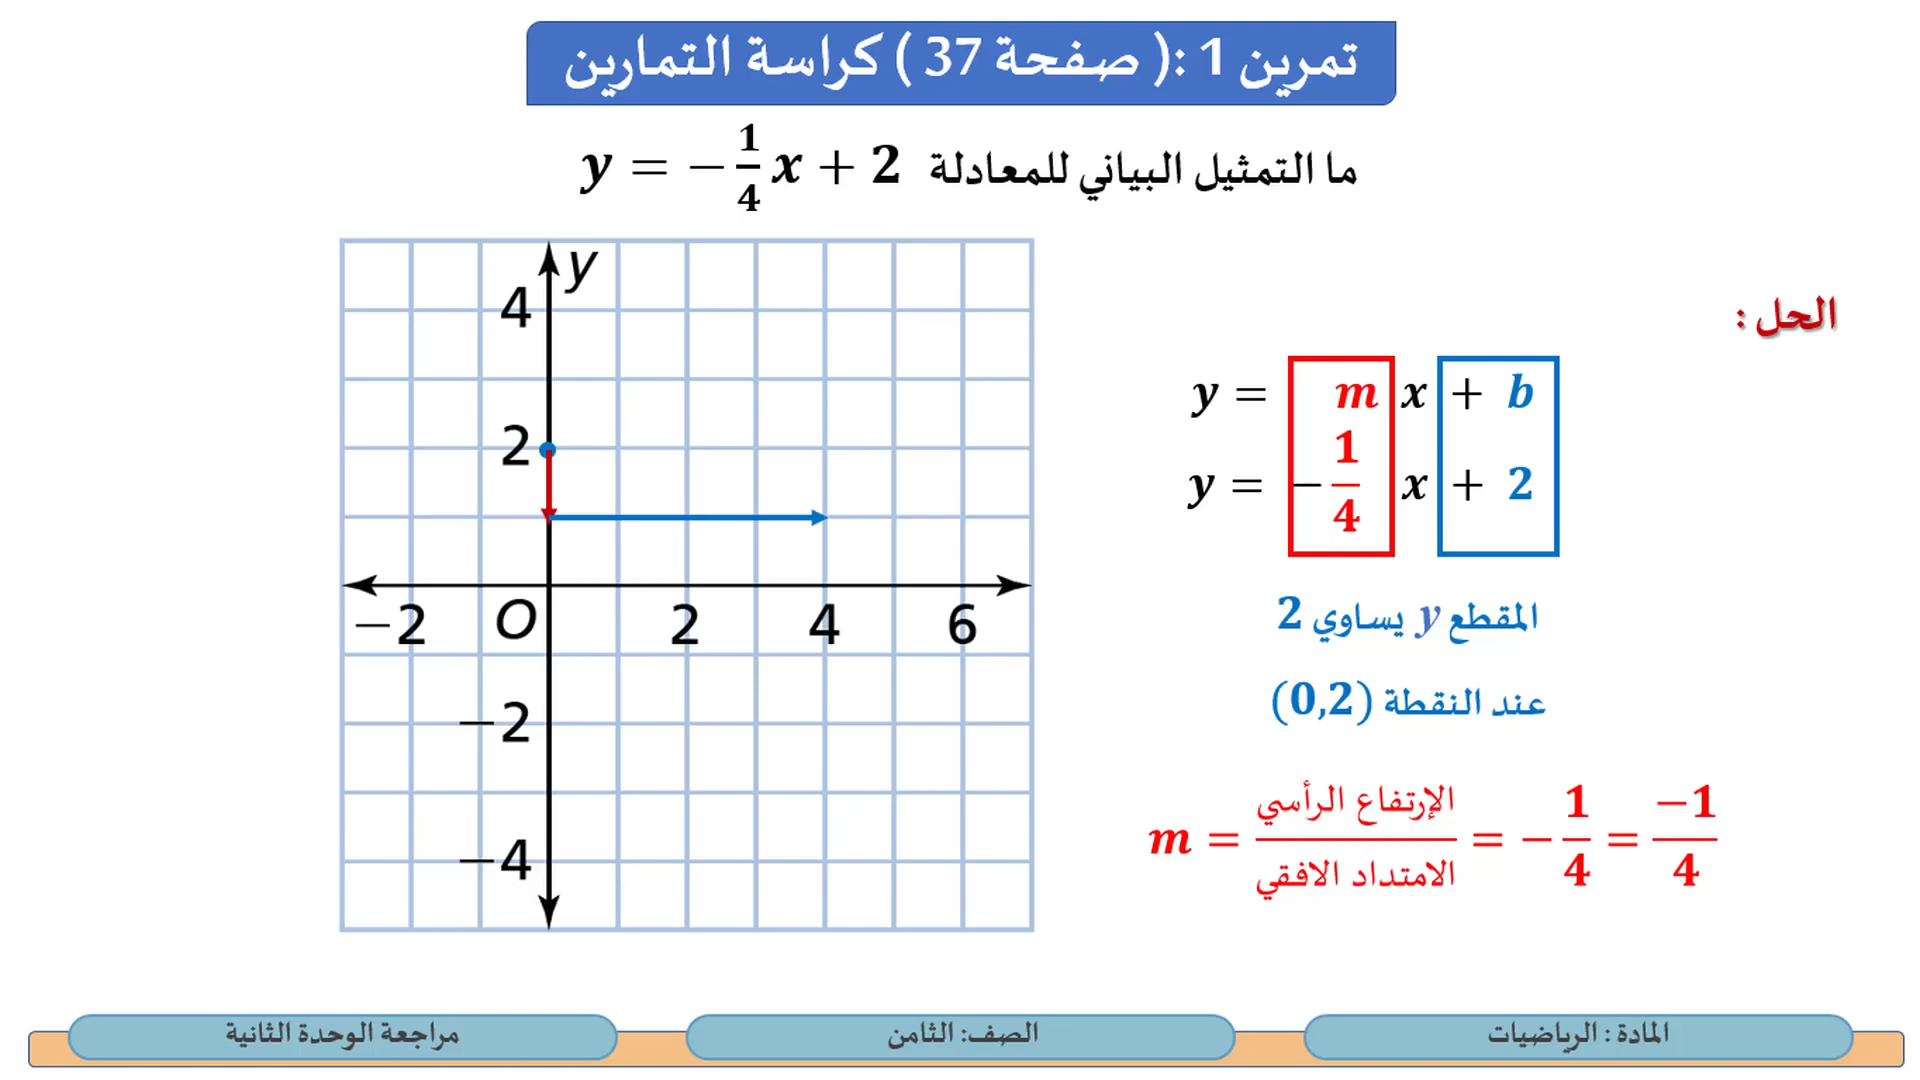 تمرين 1 :( صفحة 37 ) كراسة التمارين
ما التمثيل البياني للمعادلة y = −1/4 x + 2
الحل :
y = m x + b
y = −1/4 x + 2
المقطع y يساوي 2
عند النقطة (0,2)
m = الإرتفاع الرأسي / الامتداد الافقي = −1/4 = −1/4
y
4
2
−2 O 2 4 6
−2
−4
المادة : الرياضيات
الصف: الثامن
مراجعة الوحدة الثانية